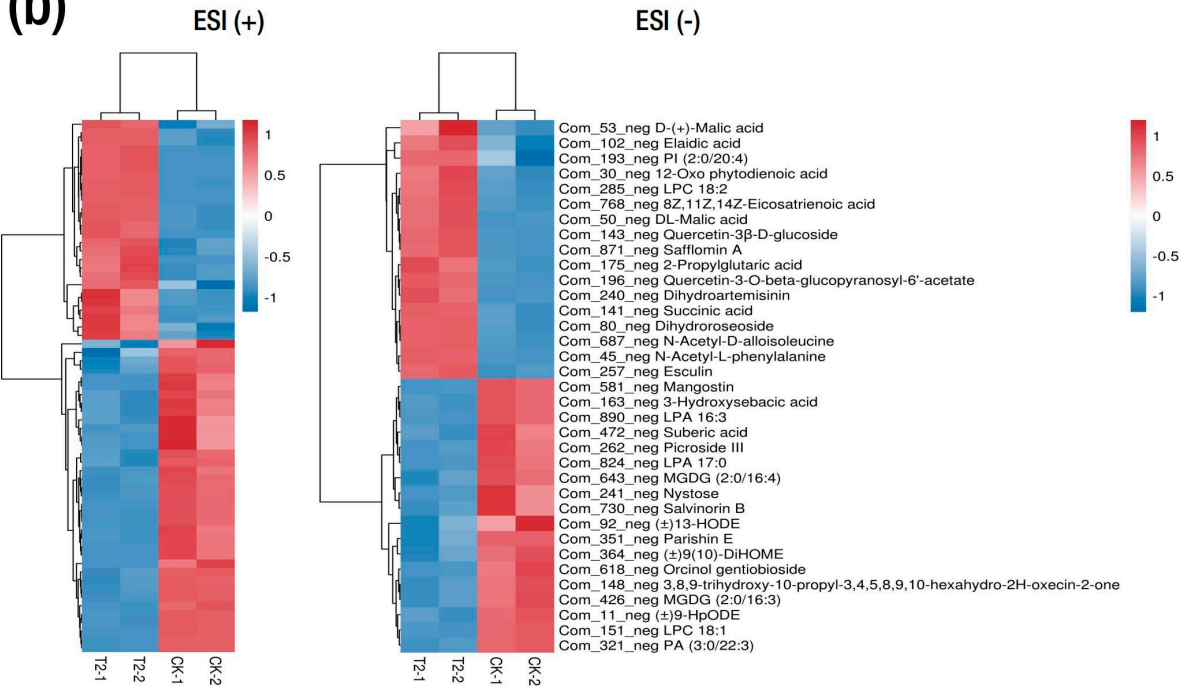 (b)
ESI (+)
ESI (-)
1
0.5
0
-0.5
-1
T2-1
T2-2
CK-1
CK-2
Com_53_neg D-(+)-Malic acid
Com_102_neg Elaidic acid
Com_193_neg PI (2:0/20:4)
Com_30_neg 12-Oxo phytodienoic acid
Com_285_neg LPC 18:2
Com_768_neg 8Z,11Z,14Z-Eicosatrienoic acid
Com_50_neg DL-Malic acid
Com_143_neg Quercetin-3β-D-glucoside
Com_871_neg Safflomin A
Com_175_neg 2-Propylglutaric acid
Com_196_neg Quercetin-3-O-beta-glucopyranosyl-6'-acetate
Com_240_neg Dihydroartemisinin
Com_141_neg Succinic acid
Com_80_neg Dihydroroseoside
Com_687_neg N-Acetyl-D-alloisoleucine
Com_45_neg N-Acetyl-L-phenylalanine
Com_257_neg Esculin
Com_581_neg Mangostin
Com_163_neg 3-Hydroxysebacic acid
Com_890_neg LPA 16:3
Com_472_neg Suberic acid
Com_262_neg Picroside III
Com_824_neg LPA 17:0
Com_643_neg MGDG (2:0/16:4)
Com_241_neg Nystose
Com_730_neg Salvinorin B
Com_92_neg (±)13-HODE
Com_351_neg Parishin E
Com_364_neg (±)9(10)-DiHOME
Com_618_neg Orcinol gentiobioside
Com_148_neg 3,8,9-trihydroxy-10-propyl-3,4,5,8,9,10-hexahydro-2H-oxecin-2-one
Com_426_neg MGDG (2:0/16:3)
Com_11_neg (±)9-HpODE
Com_151_neg LPC 18:1
Com_321_neg PA (3:0/22:3)
T2-1
T2-2
CK-1
CK-2
1
0.5
0
-0.5
-1